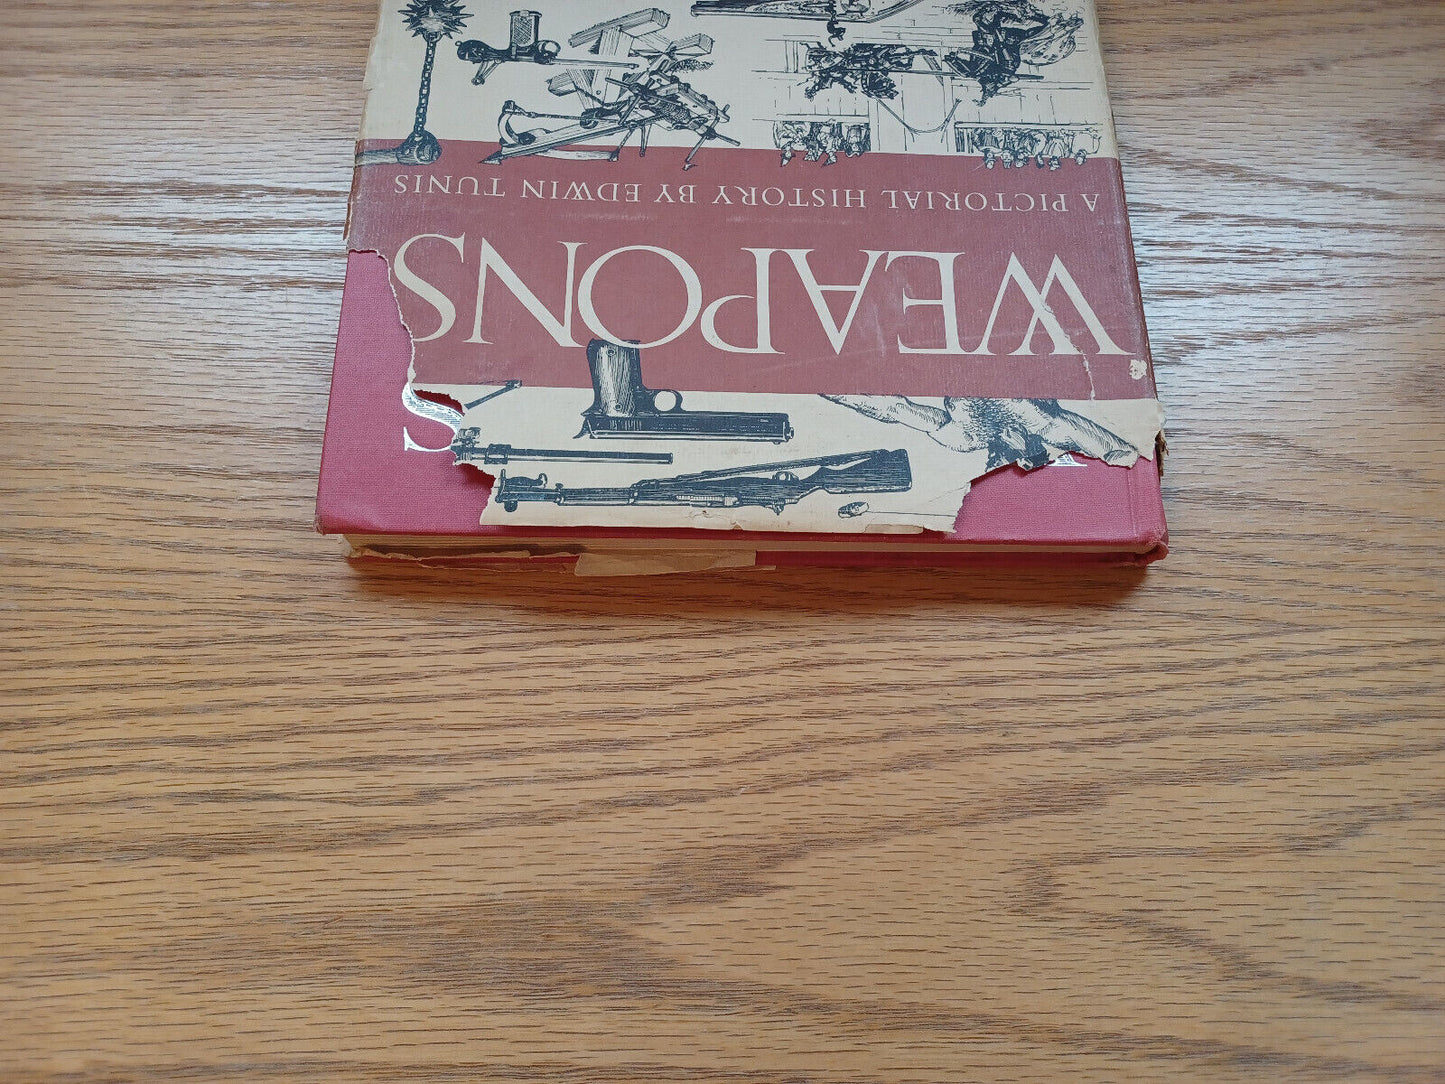 WEAPONS
A PICTORIAL HISTORY BY EDWIN TUNIS
S